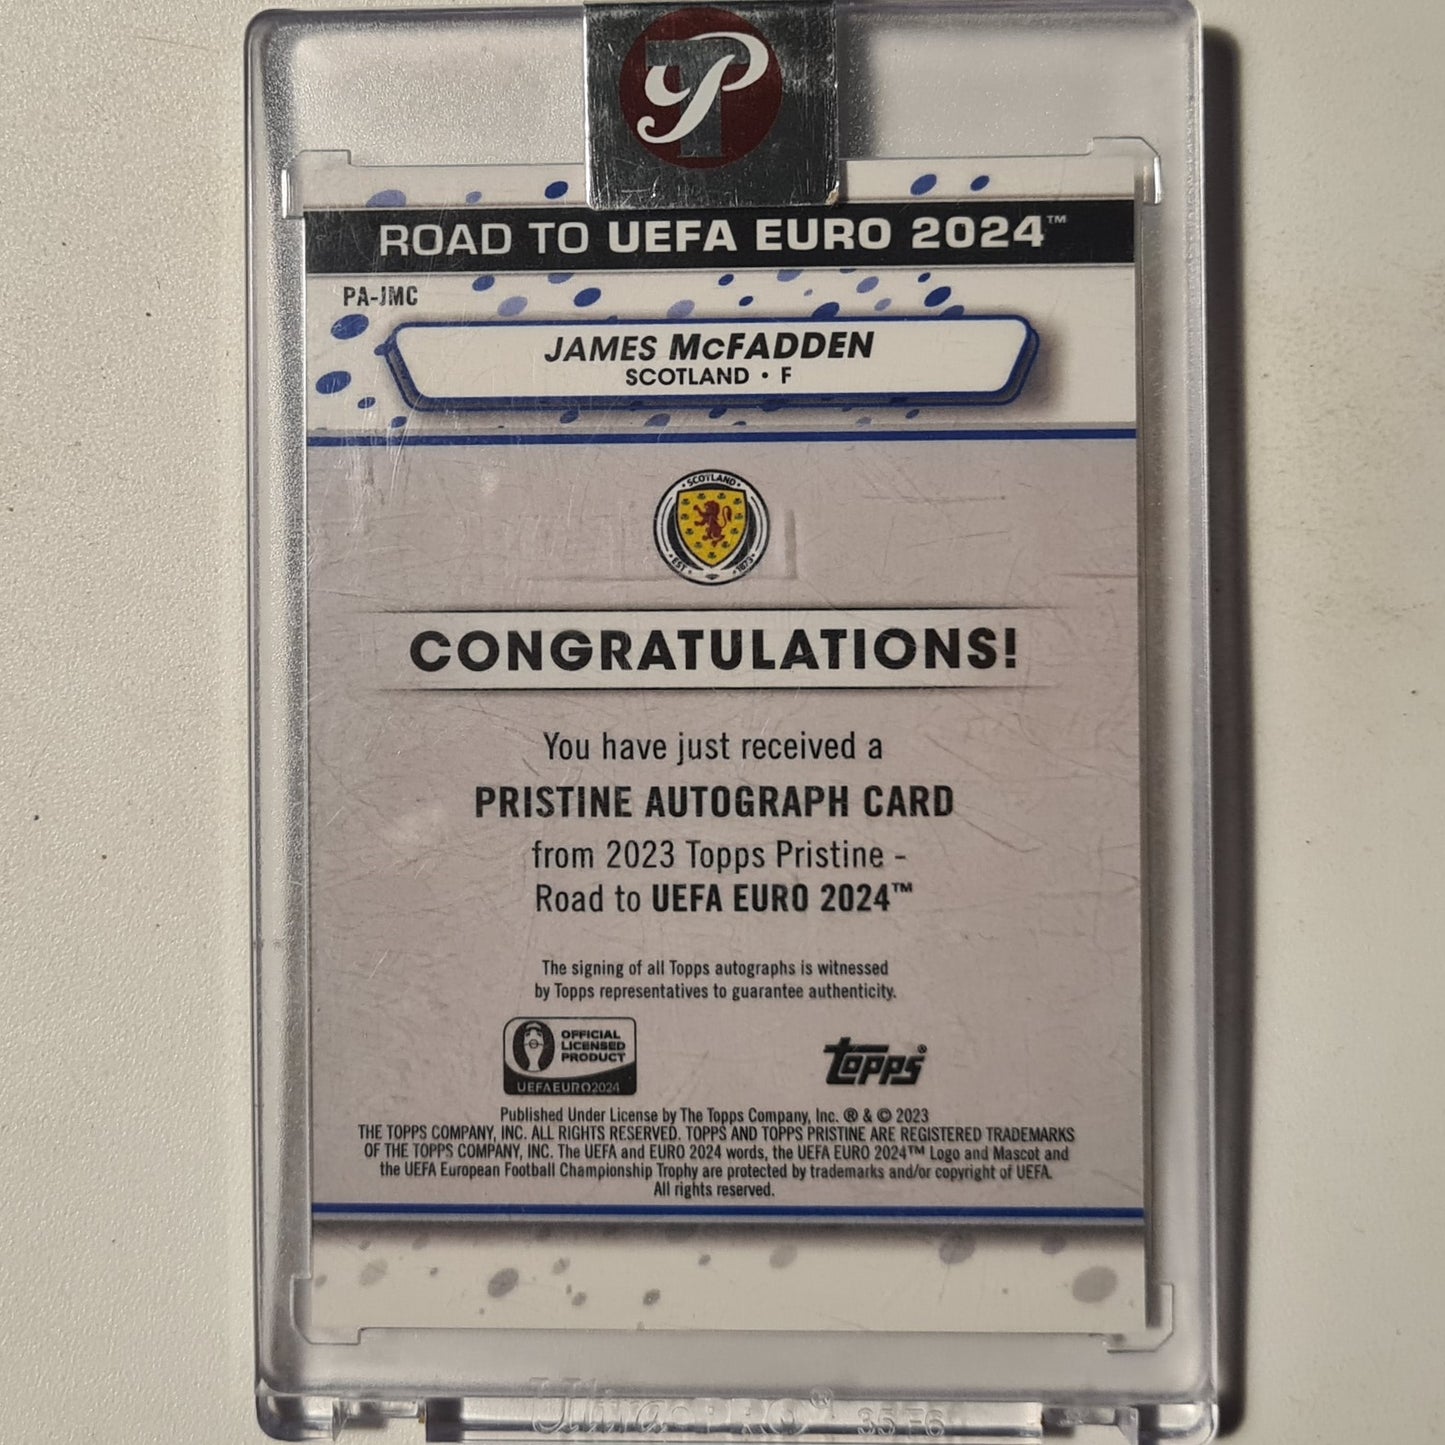 P
ROAD TO UEFA EURO 2024™
PA-JMC
JAMES McFADDEN
SCOTLAND • F
SCOTLAND
EST 1873
CONGRATULATIONS!
You have just received a
PRISTINE AUTOGRAPH CARD
from 2023 Topps Pristine -
Road to UEFA EURO 2024™
The signing of all Topps autographs is witnessed
by Topps representatives to guarantee authenticity.
OFFICIAL
LICENSED
PRODUCT
UEFAEURO2024
topps®
Published Under License by The Topps Company, Inc. ® & © 2023
THE TOPPS COMPANY, INC. ALL RIGHTS RESERVED. TOPPS AND TOPPS PRISTINE ARE REGISTERED TRADEMARKS
OF THE TOPPS COMPANY, INC. The UEFA and EURO 2024 words, the UEFA EURO 2024™ Logo and Mascot and
the UEFA European Football Championship Trophy are protected by trademarks and/or copyright of UEFA.
All rights reserved.
Ultra PRO®